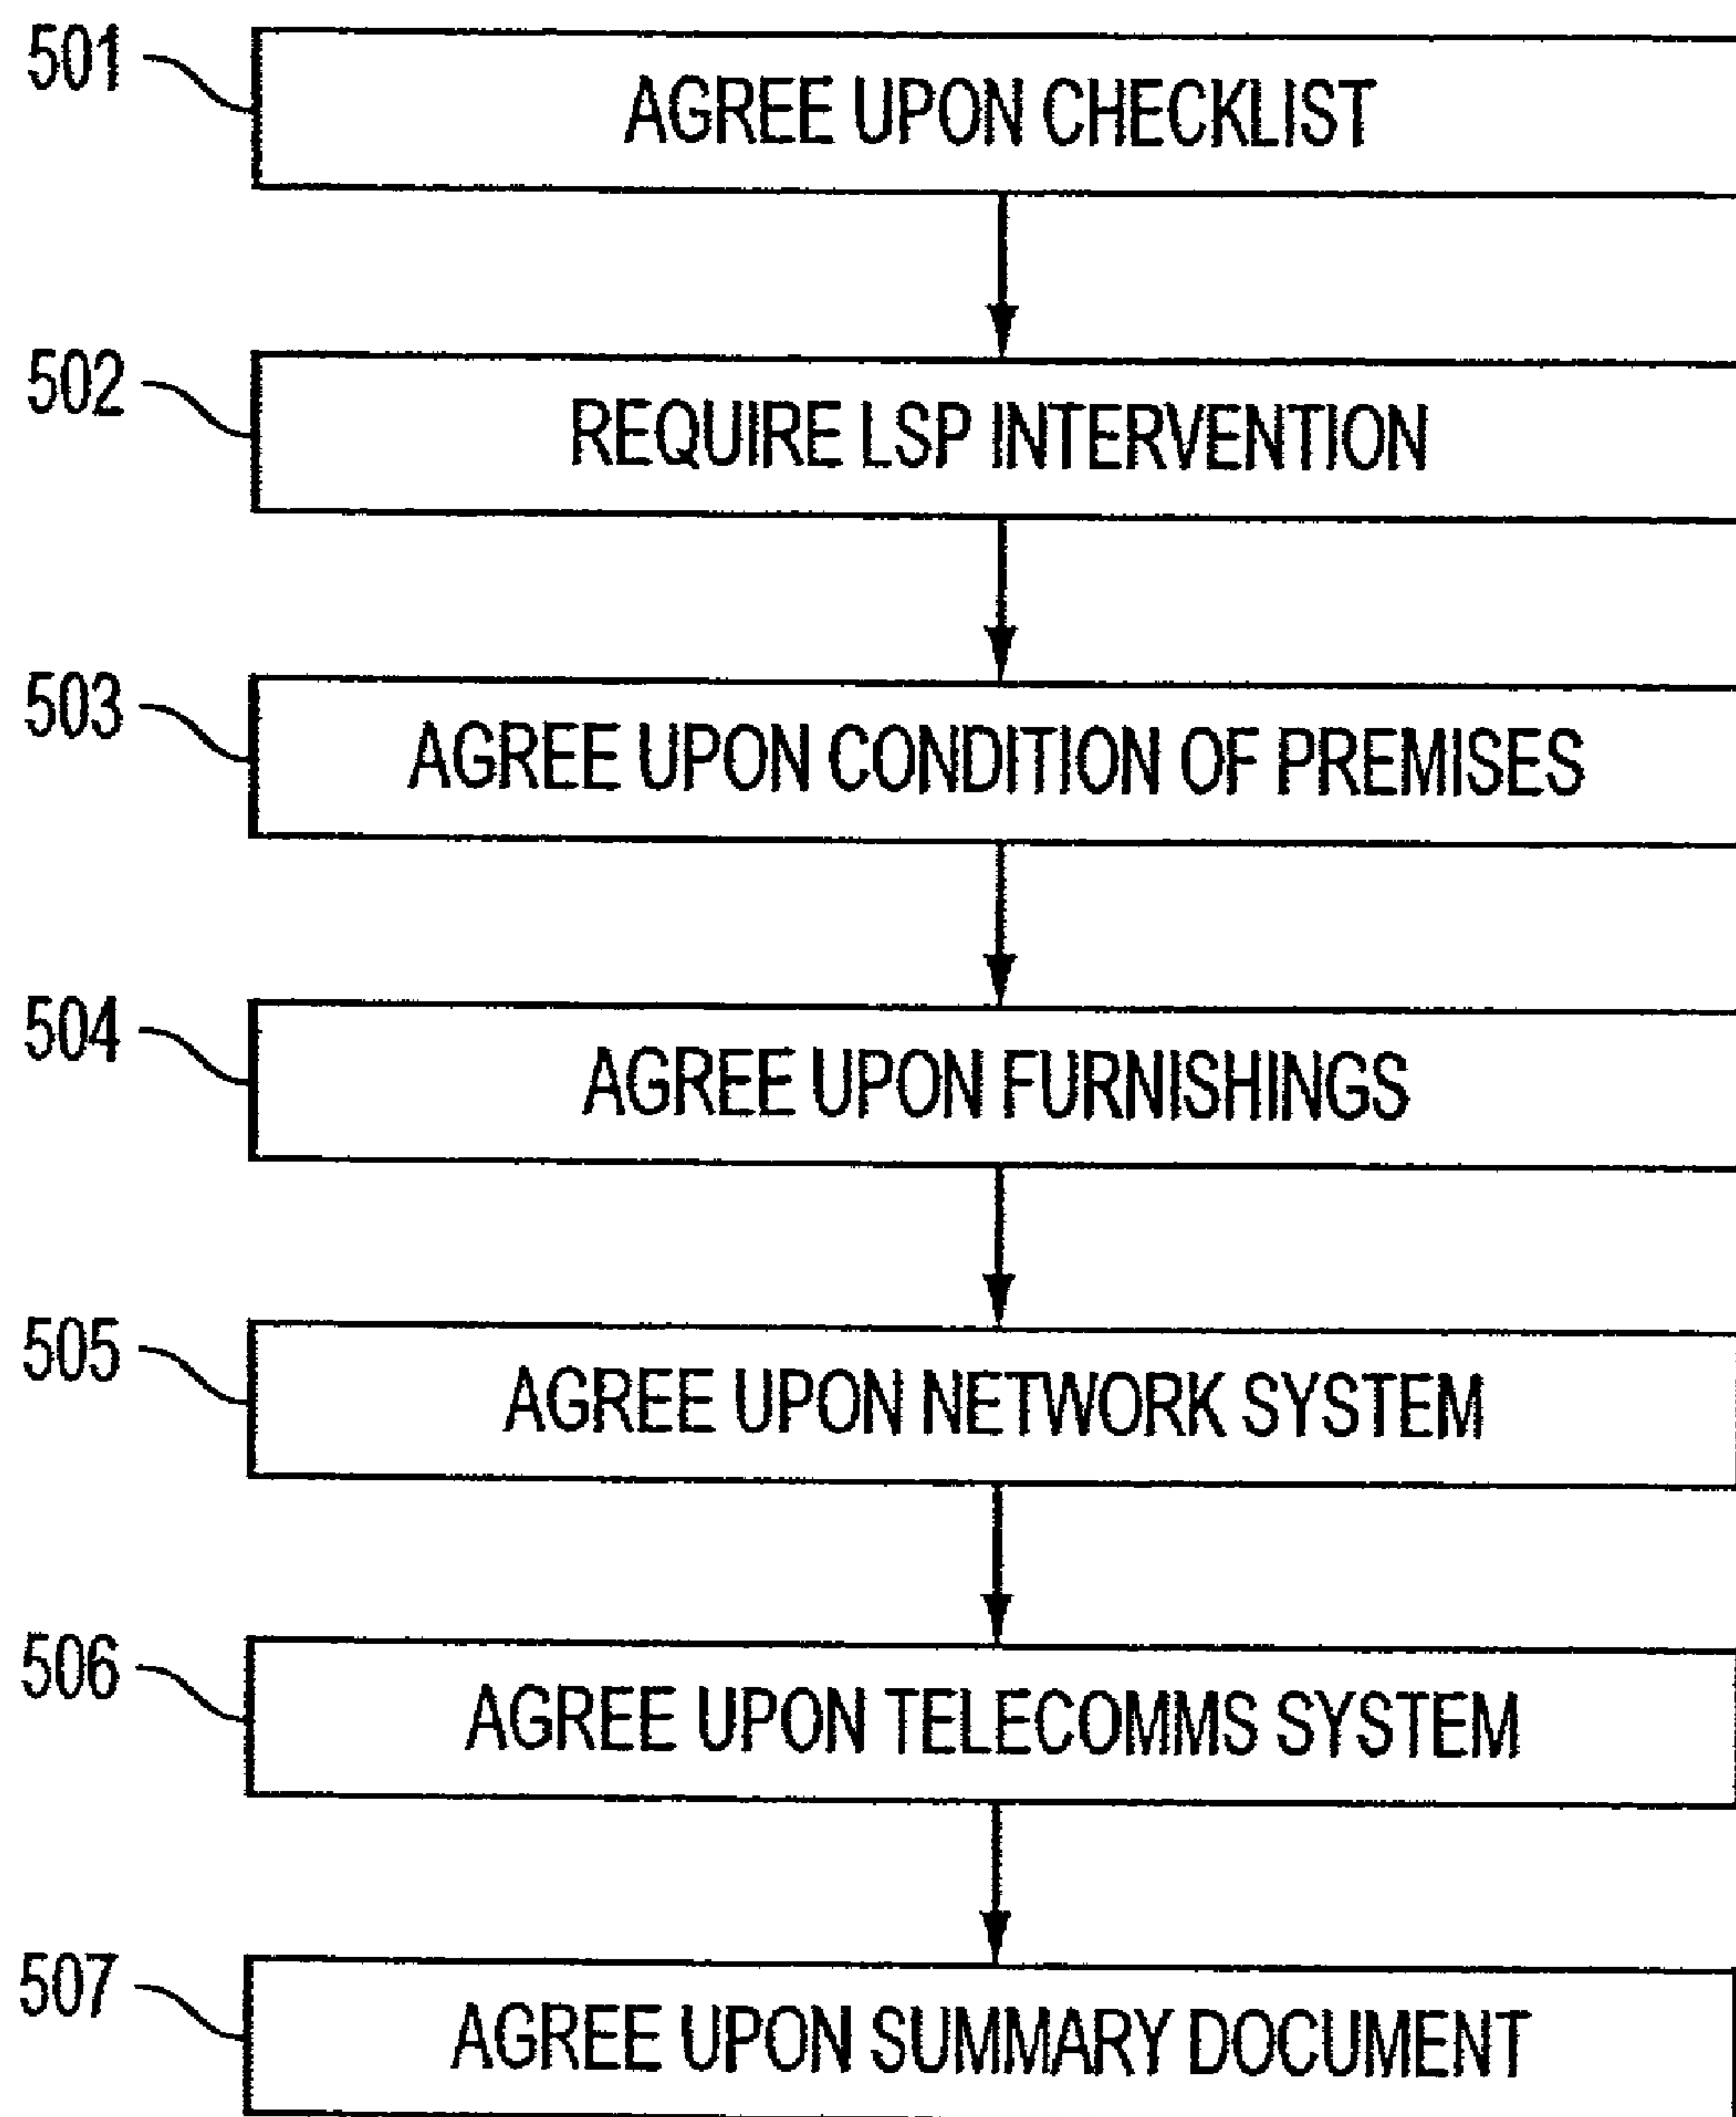 501 AGREE UPON CHECKLIST
502 REQUIRE LSP INTERVENTION
503 AGREE UPON CONDITION OF PREMISES
504 AGREE UPON FURNISHINGS
505 AGREE UPON NETWORK SYSTEM
506 AGREE UPON TELECOMMS SYSTEM
507 AGREE UPON SUMMARY DOCUMENT